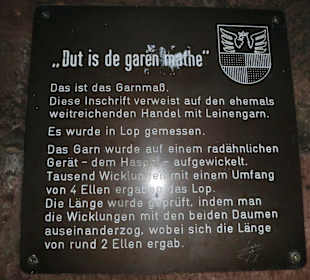 „Dut is de garen mathe“
Das ist das Garnmaß.
Diese Inschrift verweist auf den ehemals
weitreichenden Handel mit Leinengarn.
Es wurde in Lop gemessen.
Das Garn wurde auf einem radähnlichen
Gerät - dem Haspel - aufgewickelt.
Tausend Wicklungen mit einem Umfang
von 4 Ellen ergaben das Lop.
Die Länge wurde geprüft, indem man
die Wicklungen mit den beiden Daumen
auseinanderzog, wobei sich die Länge
von rund 2 Ellen ergab.